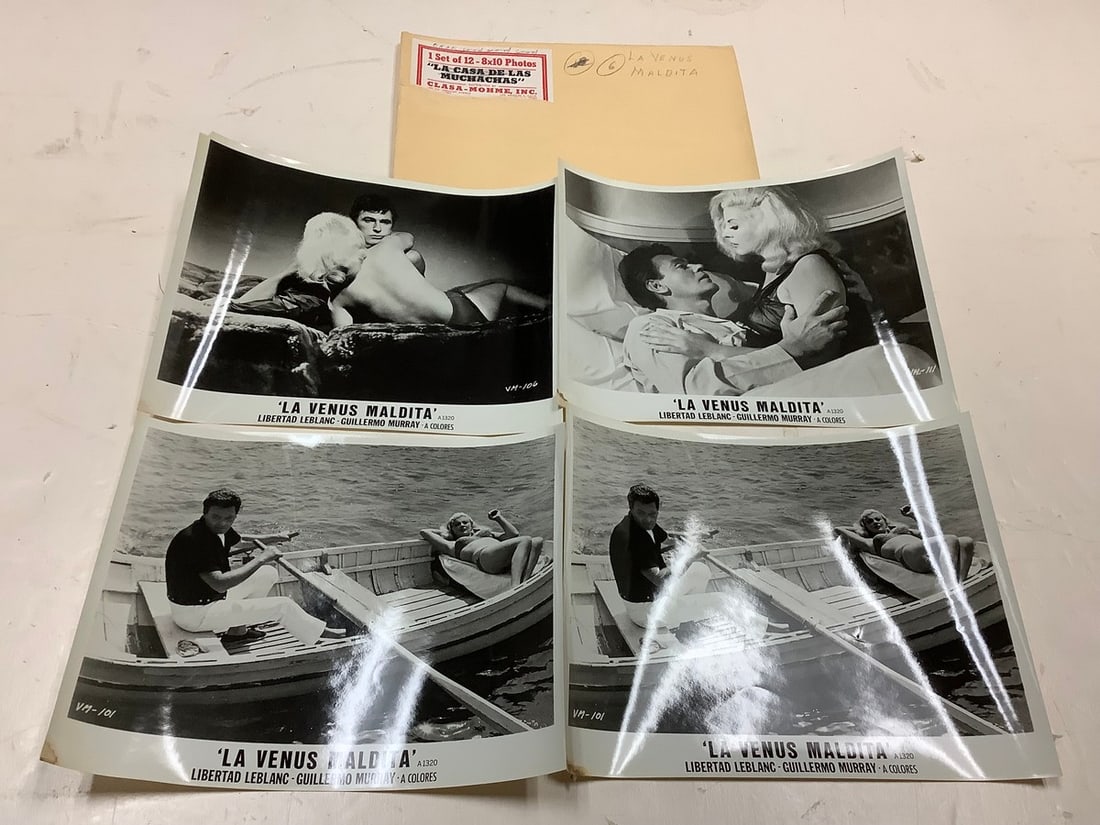 1 Set of 12 - 8x10 Photos
"LA CASA DE LAS
MUCHACHAS"
CLASA-MOHME, INC.
6
LA VENUS
MALDITA
VM-106
'LA VENUS MALDITA' A1320
LIBERTAD LEBLANC - GUILLERMO MURRAY - A COLORES
111
'LA VENUS MALDITA' A1320
LIBERTAD LEBLANC - GUILLERMO MURRAY - A COLORES
VM-101
'LA VENUS MALDITA' A1320
LIBERTAD LEBLANC - GUILLERMO MURRAY - A COLORES
VM-101
'LA VENUS MALDITA' A1320
LIBERTAD LEBLANC - GUILLERMO MURRAY - A COLORES